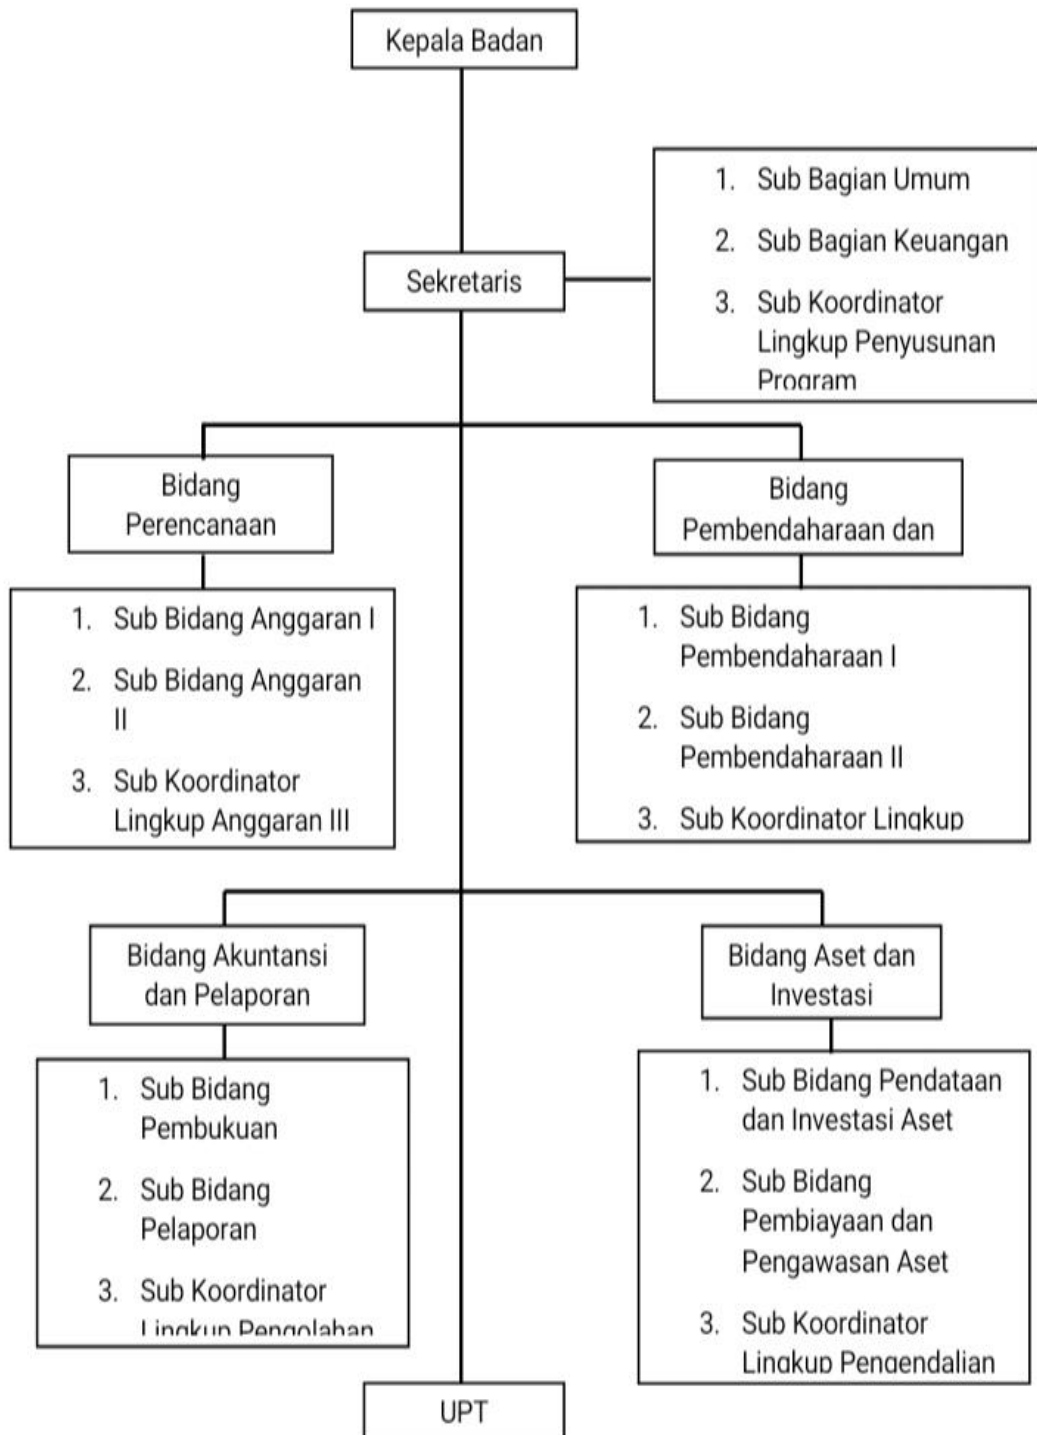 Kepala Badan
1. Sub Bagian Umum
2. Sub Bagian Keuangan
3. Sub Koordinator
Lingkup Penyusunan
Program
Sekretaris
Bidang
Perencanaan
1. Sub Bidang Anggaran I
2. Sub Bidang Anggaran
II
3. Sub Koordinator
Lingkup Anggaran III
Bidang
Pembendaharaan dan
1. Sub Bidang
Pembendaharaan I
2. Sub Bidang
Pembendaharaan II
3. Sub Koordinator Lingkup
Bidang Akuntansi
dan Pelaporan
1. Sub Bidang
Pembukuan
2. Sub Bidang
Pelaporan
3. Sub Koordinator
Lingkup Pengolahan
Bidang Aset dan
Investasi
1. Sub Bidang Pendataan
dan Investasi Aset
2. Sub Bidang
Pembiayaan dan
Pengawasan Aset
3. Sub Koordinator
Lingkup Pengendalian
UPT